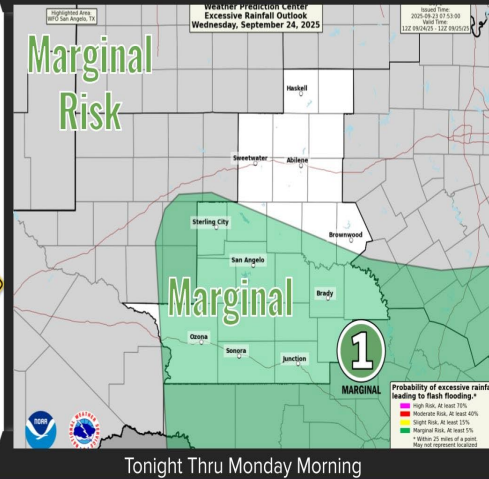 Weather Prediction Center
Excessive Rainfall Outlook
Wednesday, September 24, 2025
Highlighted Area:
WFO San Angelo, TX
Issued Time:
2025-09-23 07:53:00
Valid Time:
12Z 09/24/25 - 12Z 09/25/25
Marginal
Risk
Haskell
Sweetwater
Abilene
Sterling City
Brownwood
San Angelo
Marginal
Brady
Ozona
Sonora
Junction
1
MARGINAL
Probability of excessive rainfa
leading to flash flooding.*
High Risk, At least 70%
Moderate Risk, At least 40%
Slight Risk, At least 15%
Marginal Risk, At least 5%
* Within 25 miles of a point.
May not represent localized
NOAA
Tonight Thru Monday Morning